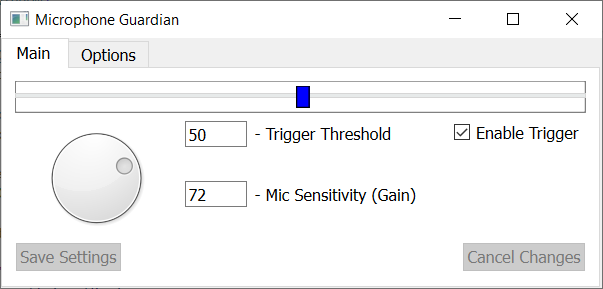 Microphone Guardian
Main Options
50 - Trigger Threshold Enable Trigger
72 - Mic Sensitivity (Gain)
Save Settings Cancel Changes